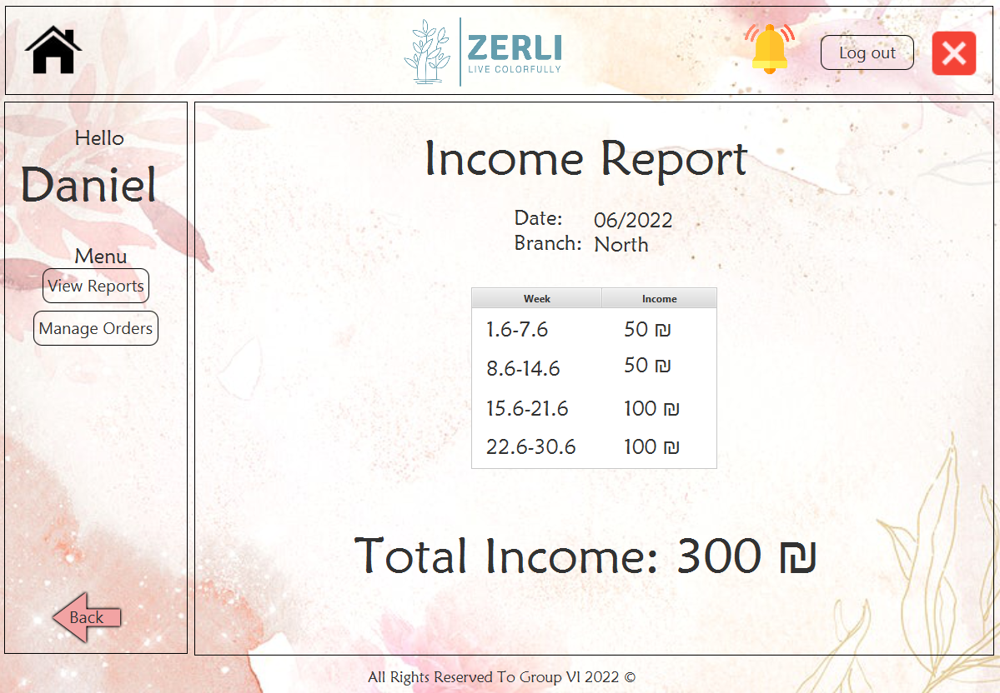 ZERLI
LIVE COLORFULLY
Log out
Hello
Daniel
Menu
View Reports
Manage Orders
Back
Income Report
Date: 06/2022
Branch: North
Week Income
1.6-7.6 50 ₪
8.6-14.6 50 ₪
15.6-21.6 100 ₪
22.6-30.6 100 ₪
Total Income: 300 ₪
All Rights Reserved To Group VI 2022 ©